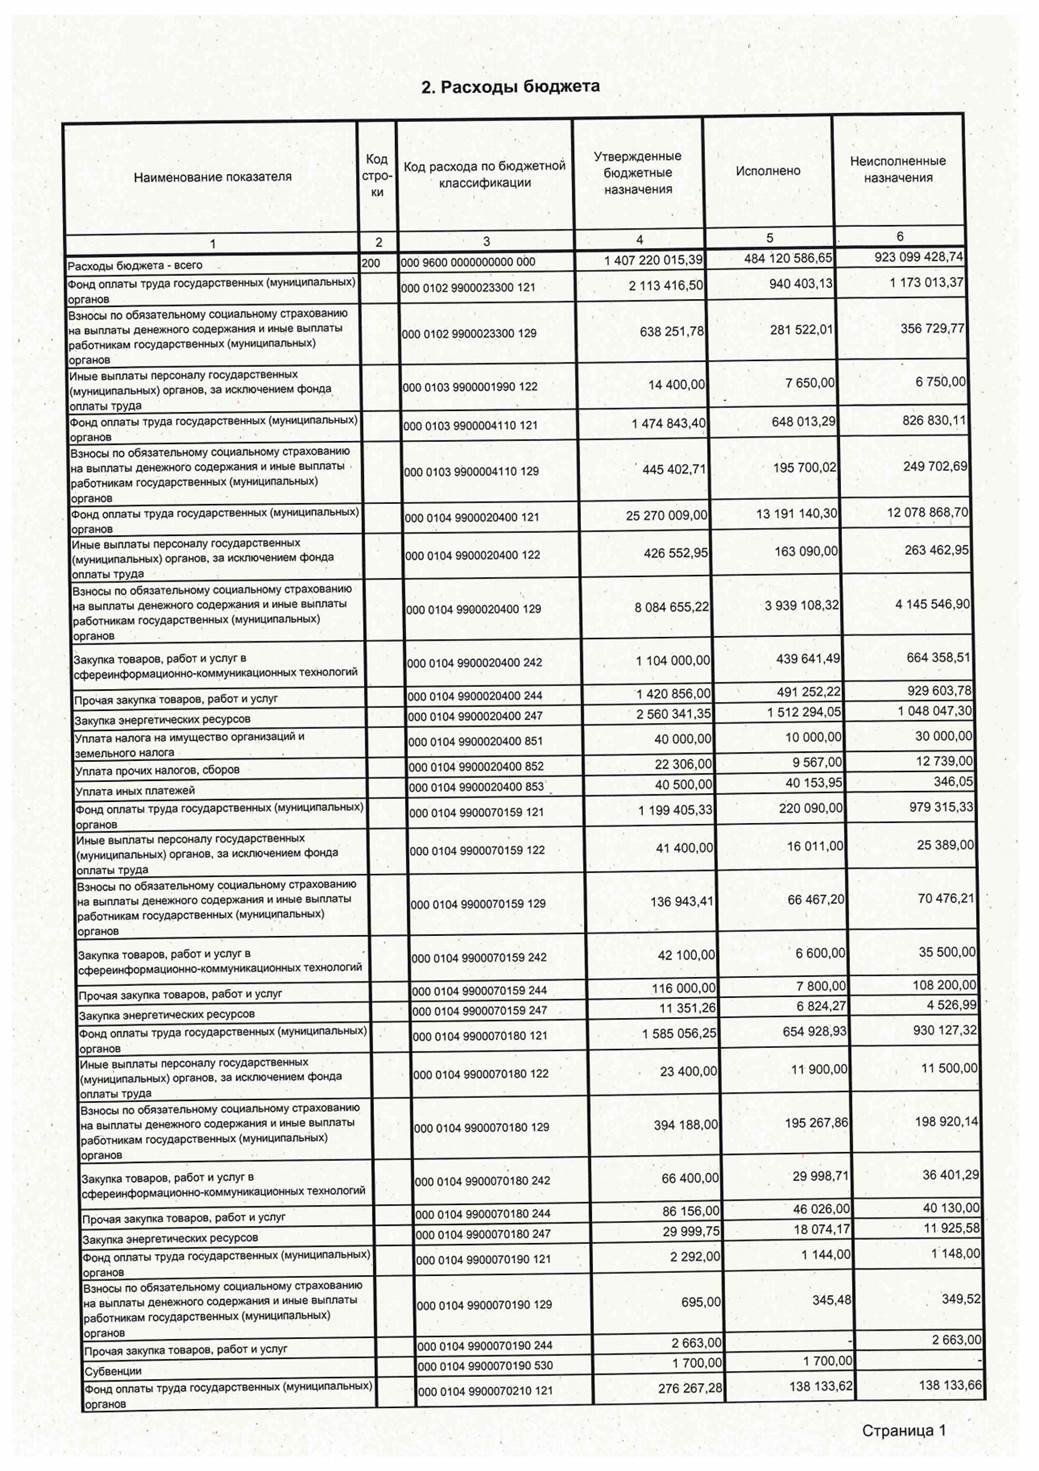 2. Расходы бюджета
Наименование показателя
Код
стро-
ки
Код расхода по бюджетной
классификации
Утвержденные
бюджетные
назначения
Исполнено
Неисполненные
назначения
1 2 3 4 5 6
Расходы бюджета - всего 200 000 9600 0000000000 000 1 407 220 015,39 484 120 586,65 923 099 428,74
Фонд оплаты труда государственных (муниципальных)
органов 000 0102 9900023300 121 2 113 416,50 940 403,13 1 173 013,37
Взносы по обязательному социальному страхованию
на выплаты денежного содержания и иные выплаты
работникам государственных (муниципальных)
органов 000 0102 9900023300 129 638 251,78 281 522,01 356 729,77
Иные выплаты персоналу государственных
(муниципальных) органов, за исключением фонда
оплаты труда 000 0103 9900001990 122 14 400,00 7 650,00 6 750,00
Фонд оплаты труда государственных (муниципальных)
органов 000 0103 9900004110 121 1 474 843,40 648 013,29 826 830,11
Взносы по обязательному социальному страхованию
на выплаты денежного содержания и иные выплаты
работникам государственных (муниципальных)
органов 000 0103 9900004110 129 445 402,71 195 700,02 249 702,69
Фонд оплаты труда государственных (муниципальных)
органов 000 0104 9900020400 121 25 270 009,00 13 191 140,30 12 078 868,70
Иные выплаты персоналу государственных
(муниципальных) органов, за исключением фонда
оплаты труда 000 0104 9900020400 122 426 552,95 163 090,00 263 462,95
Взносы по обязательному социальному страхованию
на выплаты денежного содержания и иные выплаты
работникам государственных (муниципальных)
органов 000 0104 9900020400 129 8 084 655,22 3 939 108,32 4 145 546,90
Закупка товаров, работ и услуг в
сфереинформационно-коммуникационных технологий 000 0104 9900020400 242 1 104 000,00 439 641,49 664 358,51
Прочая закупка товаров, работ и услуг 000 0104 9900020400 244 1 420 856,00 491 252,22 929 603,78
Закупка энергетических ресурсов 000 0104 9900020400 247 2 560 341,35 1 512 294,05 1 048 047,30
Уплата налога на имущество организаций и
земельного налога 000 0104 9900020400 851 40 000,00 10 000,00 30 000,00
Уплата прочих налогов, сборов 000 0104 9900020400 852 22 306,00 9 567,00 12 739,00
Уплата иных платежей 000 0104 9900020400 853 40 500,00 40 153,95 346,05
Фонд оплаты труда государственных (муниципальных)
органов 000 0104 9900070159 121 1 199 405,33 220 090,00 979 315,33
Иные выплаты персоналу государственных
(муниципальных) органов, за исключением фонда
оплаты труда 000 0104 9900070159 122 41 400,00 16 011,00 25 389,00
Взносы по обязательному социальному страхованию
на выплаты денежного содержания и иные выплаты
работникам государственных (муниципальных)
органов 000 0104 9900070159 129 136 943,41 66 467,20 70 476,21
Закупка товаров, работ и услуг в
сфереинформационно-коммуникационных технологий 000 0104 9900070159 242 42 100,00 6 600,00 35 500,00
Прочая закупка товаров, работ и услуг 000 0104 9900070159 244 116 000,00 7 800,00 108 200,00
Закупка энергетических ресурсов 000 0104 9900070159 247 11 351,26 6 824,27 4 526,99
Фонд оплаты труда государственных (муниципальных)
органов 000 0104 9900070180 121 1 585 056,25 654 928,93 930 127,32
Иные выплаты персоналу государственных
(муниципальных) органов, за исключением фонда
оплаты труда 000 0104 9900070180 122 23 400,00 11 900,00 11 500,00
Взносы по обязательному социальному страхованию
на выплаты денежного содержания и иные выплаты
работникам государственных (муниципальных)
органов 000 0104 9900070180 129 394 188,00 195 267,86 198 920,14
Закупка товаров, работ и услуг в
сфереинформационно-коммуникационных технологий 000 0104 9900070180 242 66 400,00 29 998,71 36 401,29
Прочая закупка товаров, работ и услуг 000 0104 9900070180 244 86 156,00 46 026,00 40 130,00
Закупка энергетических ресурсов 000 0104 9900070180 247 29 999,75 18 074,17 11 925,58
Фонд оплаты труда государственных (муниципальных)
органов 000 0104 9900070190 121 2 292,00 1 144,00 1 148,00
Взносы по обязательному социальному страхованию
на выплаты денежного содержания и иные выплаты
работникам государственных (муниципальных)
органов 000 0104 9900070190 129 695,00 345,48 349,52
Прочая закупка товаров, работ и услуг 000 0104 9900070190 244 2 663,00 - 2 663,00
Субвенции 000 0104 9900070190 530 1 700,00 1 700,00 -
Фонд оплаты труда государственных (муниципальных)
органов 000 0104 9900070210 121 276 267,28 138 133,62 138 133,66
Страница 1